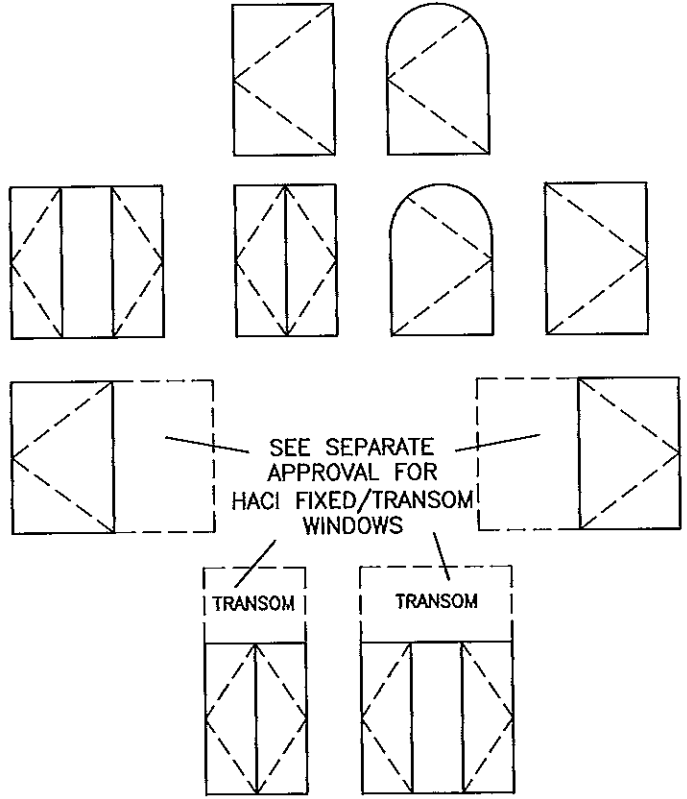 SEE SEPARATE
APPROVAL FOR
HACI FIXED/TRANSOM
WINDOWS
TRANSOM
TRANSOM